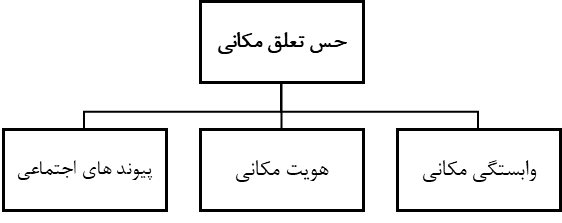 حس تعلق مکانی
وابستگی مکانی
هویت مکانی
پیوند های اجتماعی